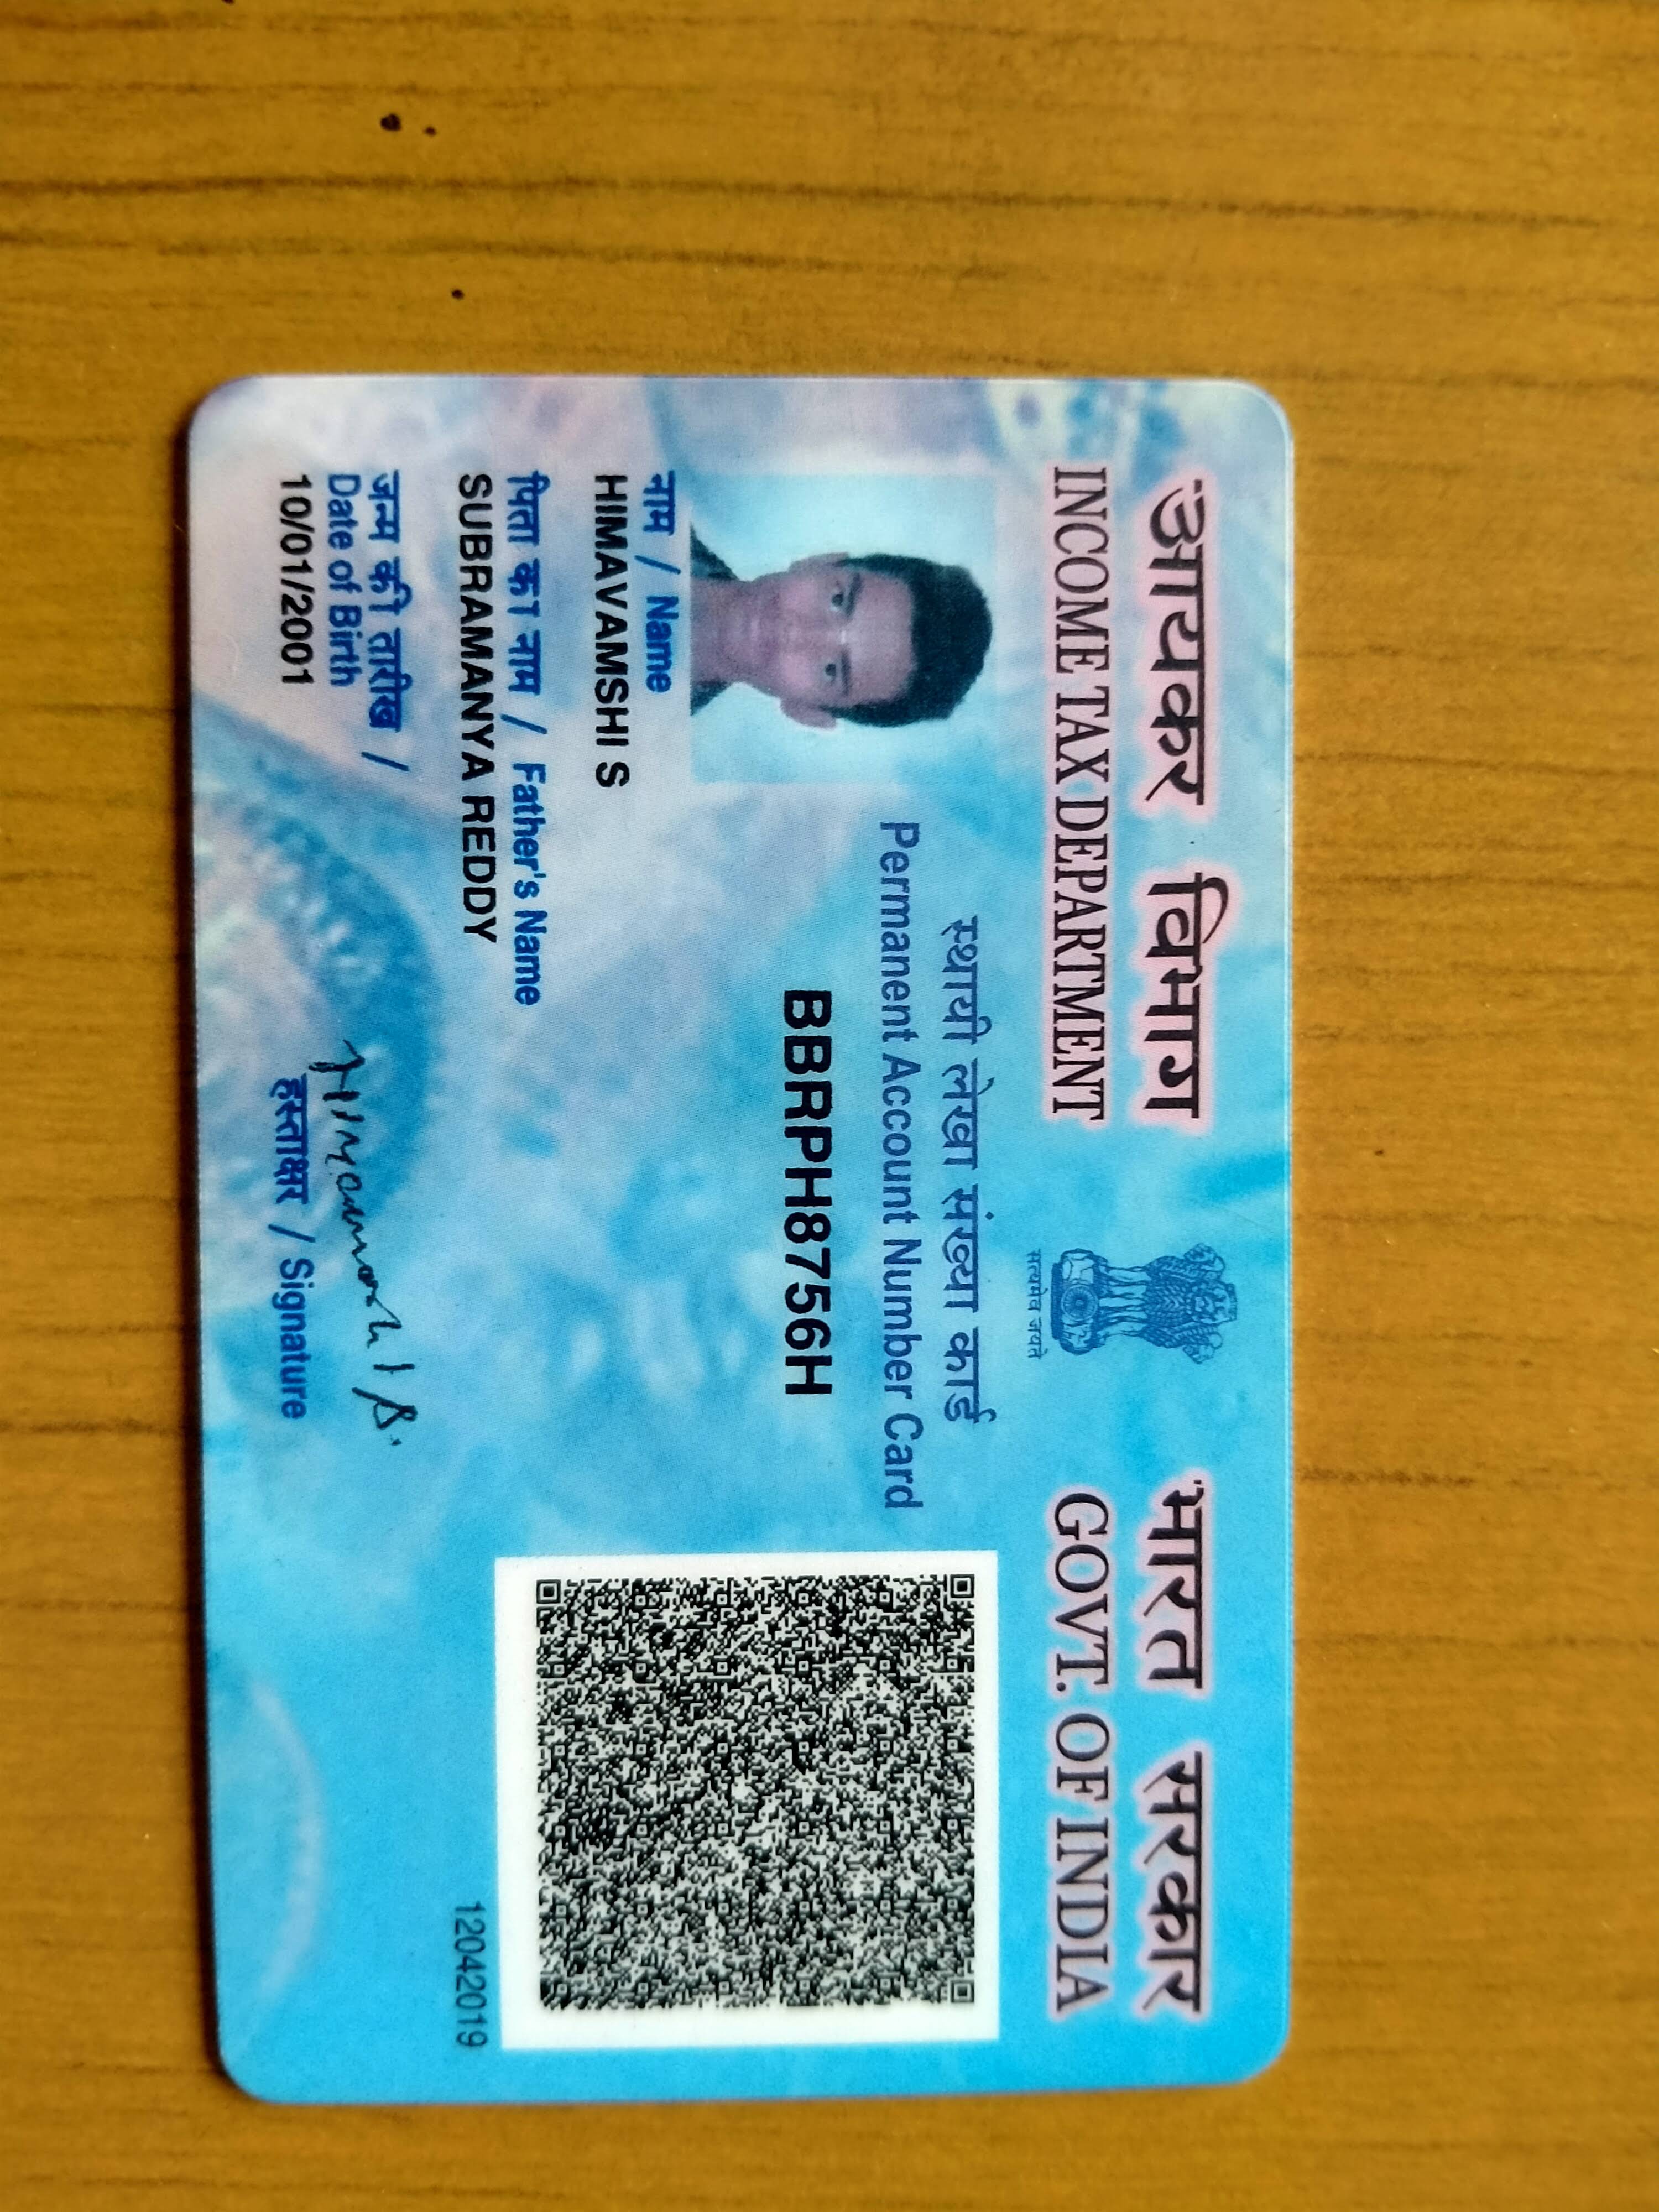 आयकर विभाग
INCOME TAX DEPARTMENT
सत्यमेव जयते
भारत सरकार
GOVT. OF INDIA
स्थायी लेखा संख्या कार्ड
Permanent Account Number Card
BBRPH8756H
नाम / Name
HIMAVAMSHI S
पिता का नाम / Father's Name
SUBRAMANYA REDDY
जन्म की तारीख /
Date of Birth
10/01/2001
Himavamshi S.
हस्ताक्षर / Signature
12042019